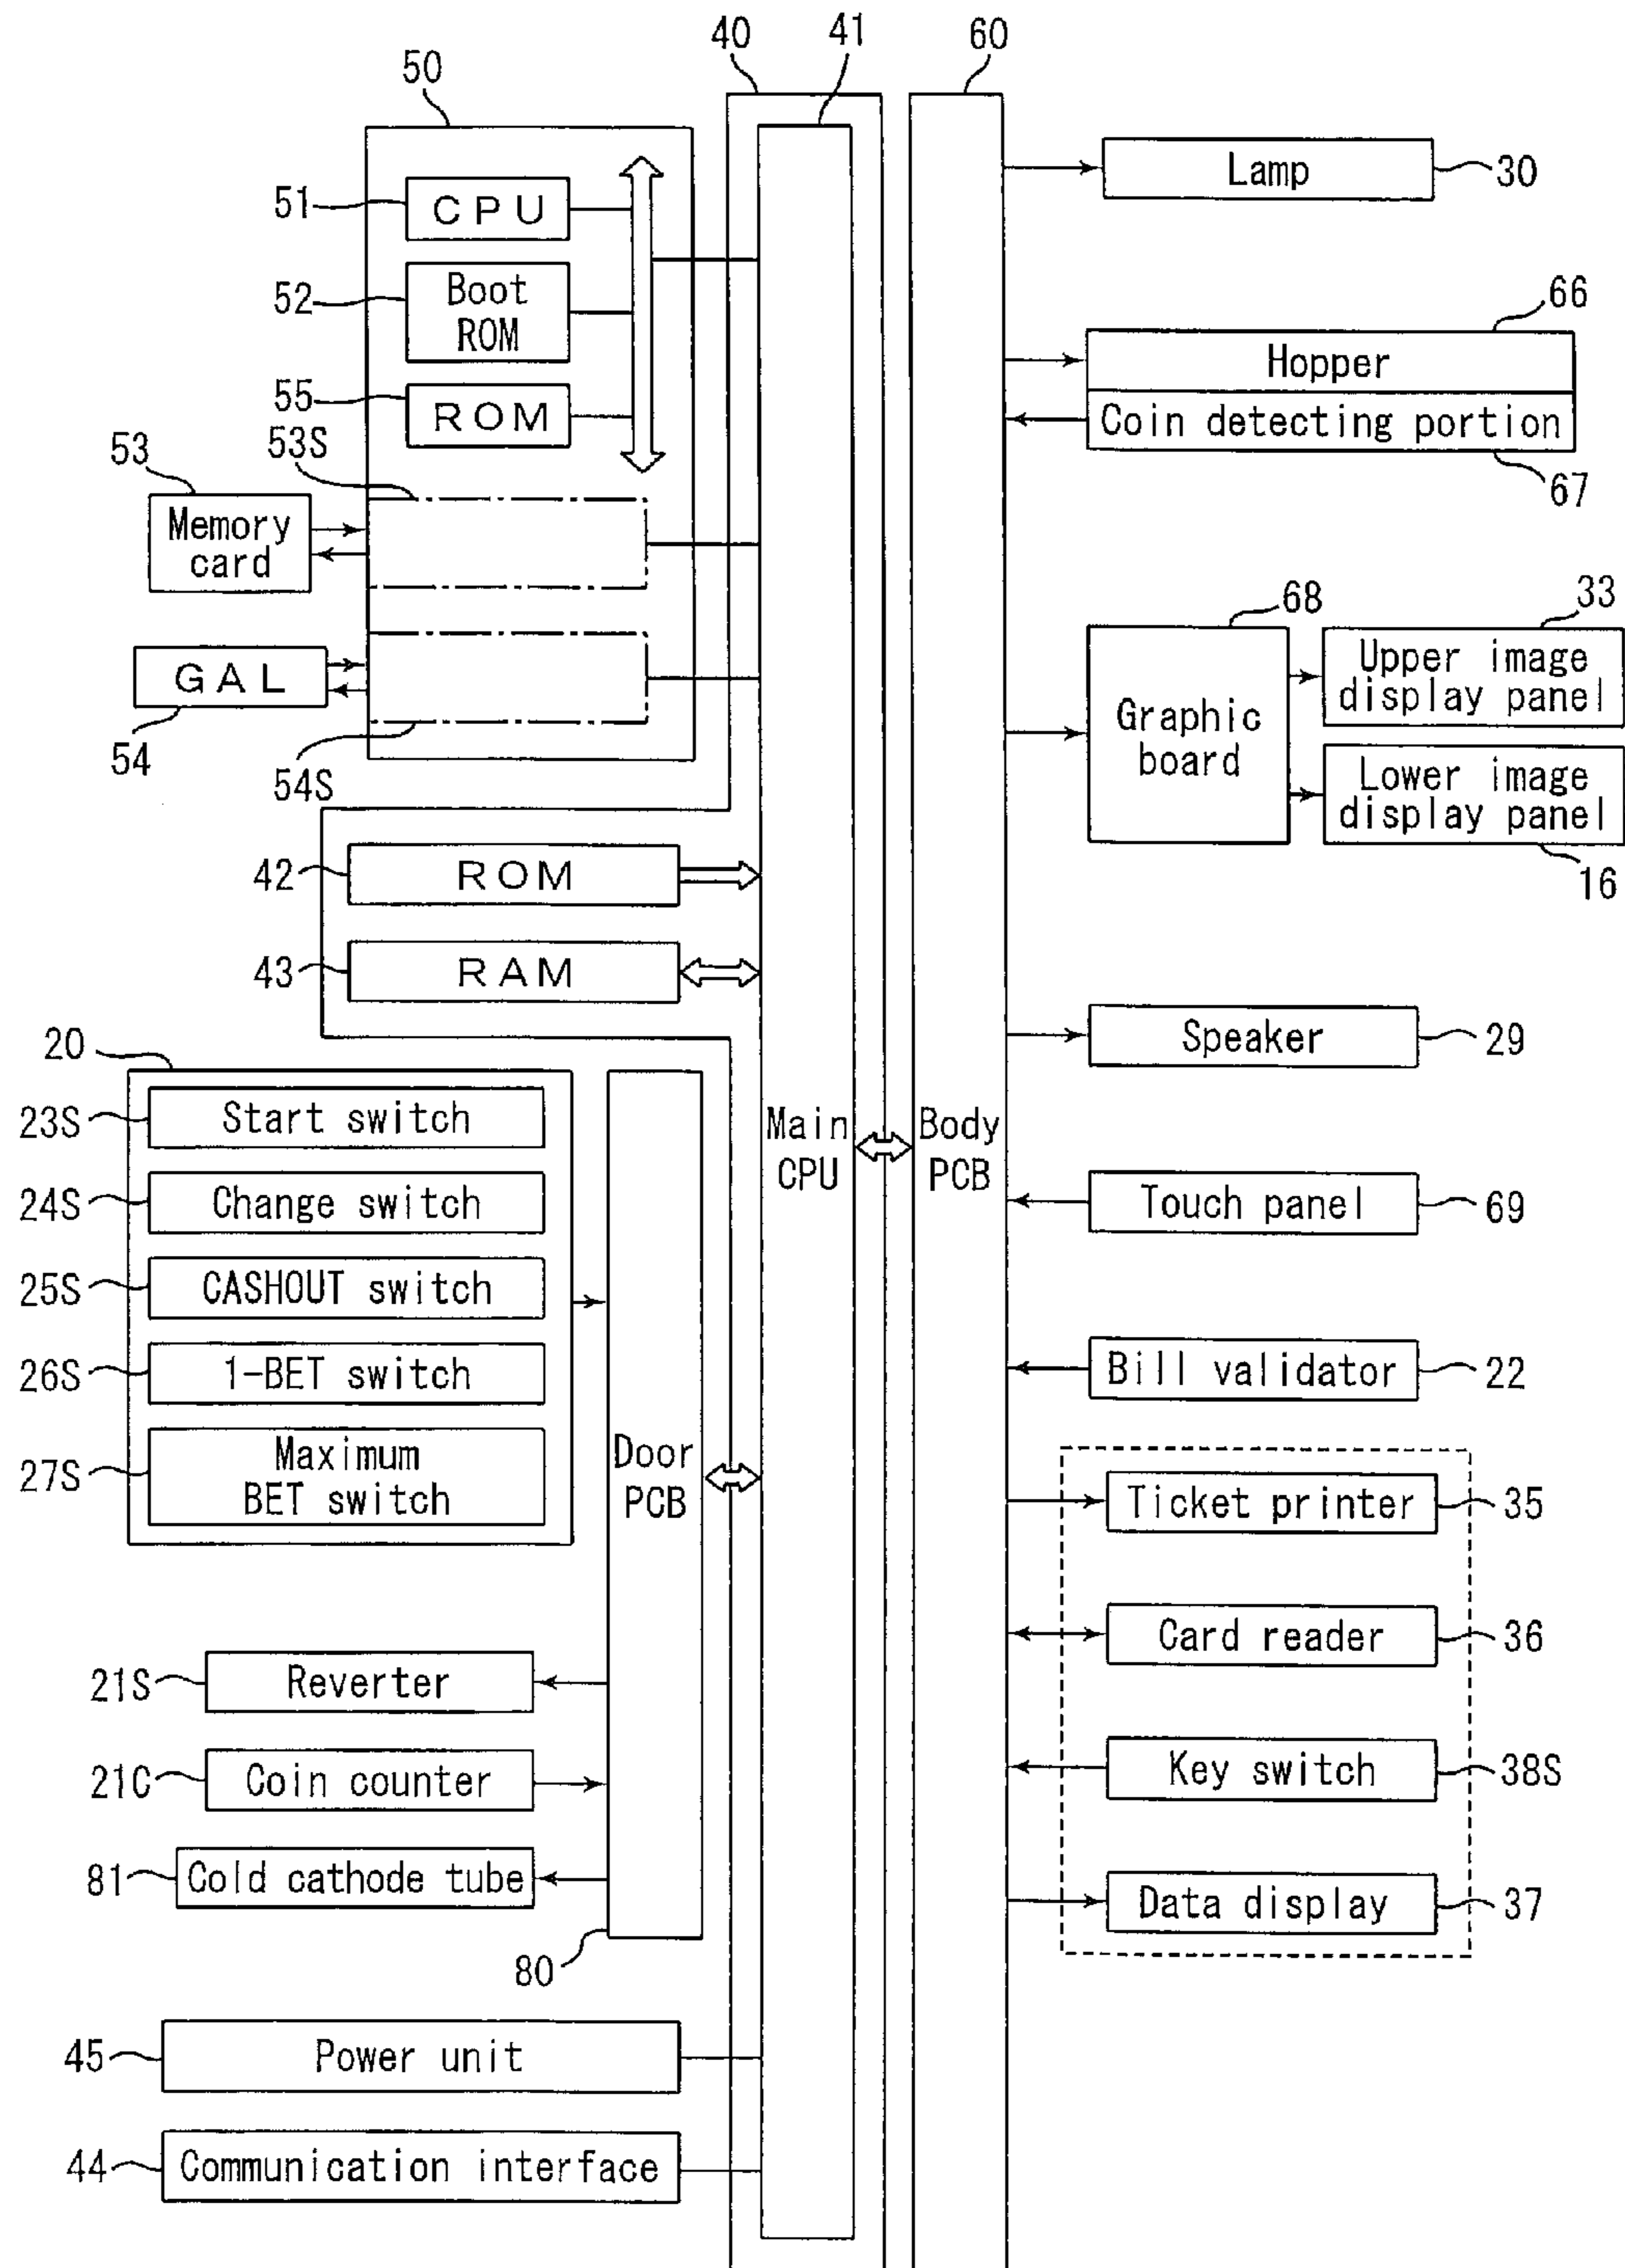 40
41
60
50
51
CPU
52
Boot
ROM
55
ROM
53S
53
Memory
card
GAL
54
54S
42
ROM
43
RAM
20
23S
Start switch
24S
Change switch
25S
CASHOUT switch
26S
1-BET switch
27S
Maximum
BET switch
Door
PCB
Main
CPU
Body
PCB
21S
Reverter
21C
Coin counter
81
Cold cathode tube
80
45
Power unit
44
Communication interface
Lamp
30
66
Hopper
Coin detecting portion
67
68
33
Graphic
board
Upper image
display panel
Lower image
display panel
16
Speaker
29
Touch panel
69
Bill validator
22
Ticket printer
35
Card reader
36
Key switch
38S
Data display
37